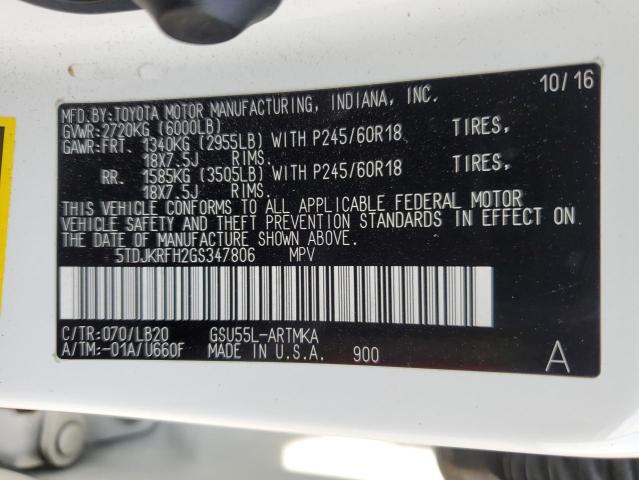 10/16
MFD.BY:TOYOTA MOTOR MANUFACTURING, INDIANA, INC.
GVWR:2720KG (6000LB)
GAWR:FRT. 1340KG (2955LB) WITH P245/60R18 TIRES,
18X7.5J RIMS.
RR. 1585KG (3505LB) WITH P245/60R18 TIRES,
18X7.5J RIMS.
THIS VEHICLE CONFORMS TO ALL APPLICABLE FEDERAL MOTOR
VEHICLE SAFETY AND THEFT PREVENTION STANDARDS IN EFFECT ON
THE DATE OF MANUFACTURE SHOWN ABOVE.
5TDJKRFH2GS347806 MPV
C/TR:070/LB20 GSU55L-ARTMKA
A/TM:-01A/U660F MADE IN U.S.A. 900 A